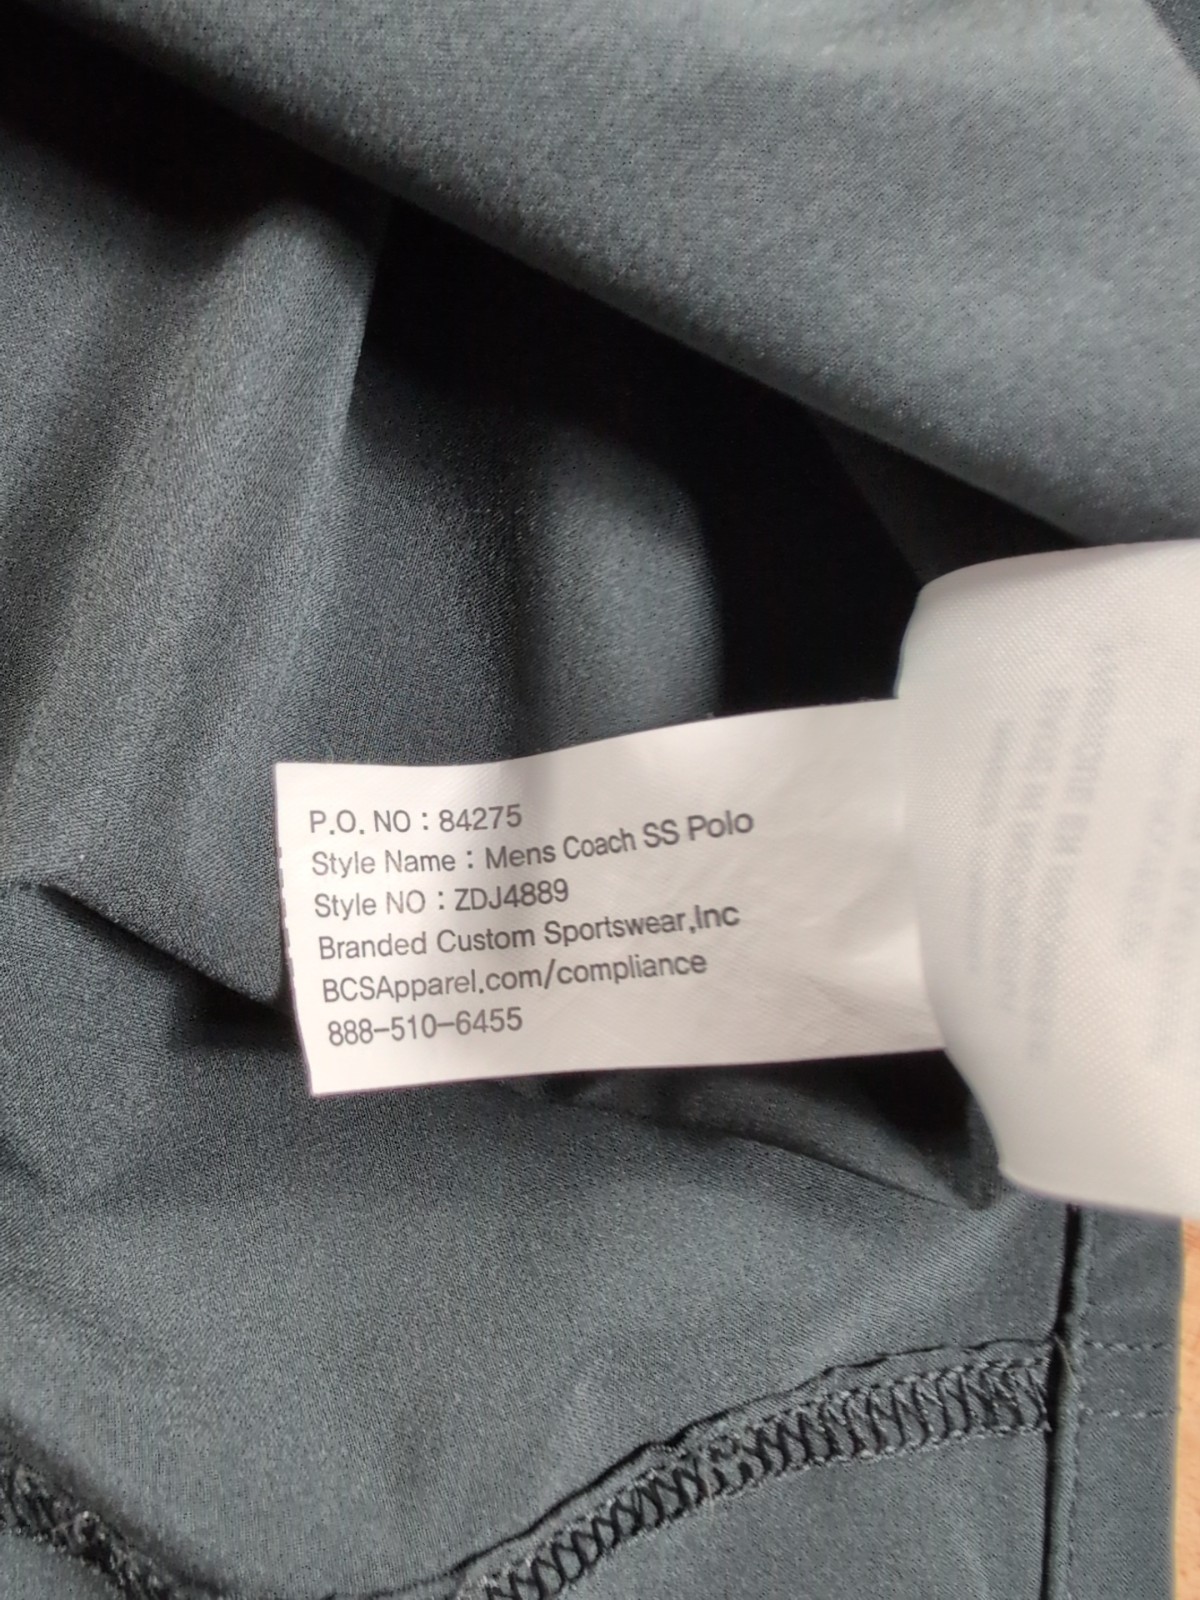 P.O. NO : 84275
Style Name : Mens Coach SS Polo
Style NO : ZDJ4889
Branded Custom Sportswear,Inc
BCSApparel.com/compliance
888-510-6455